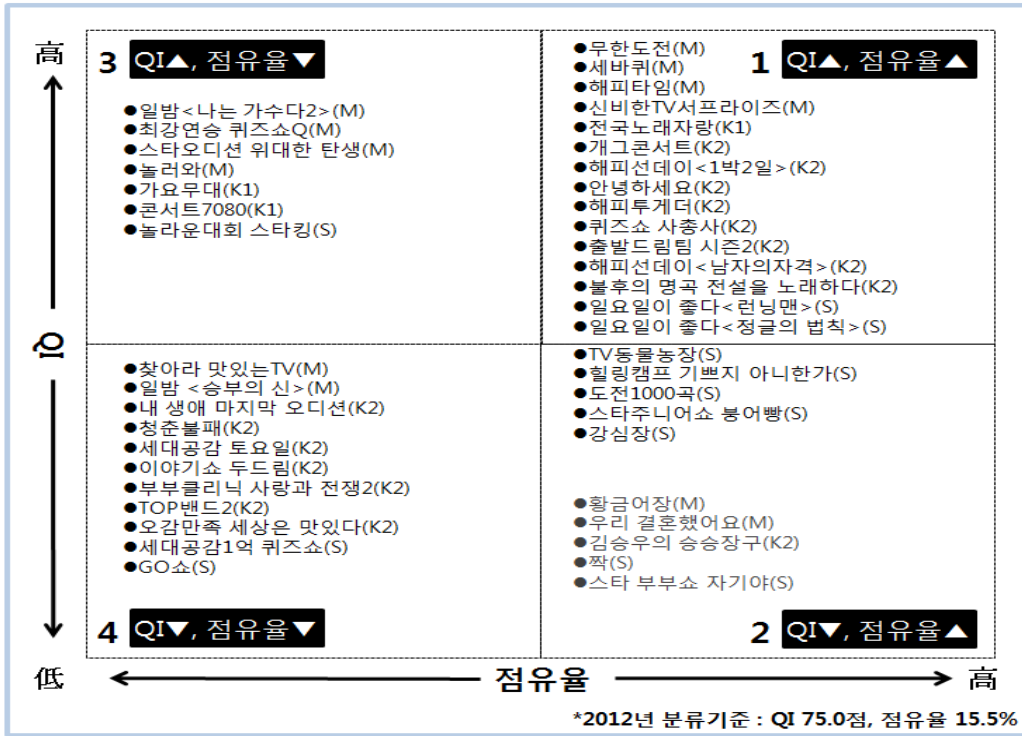 高
3 QI▲, 점유율▼
●일밤<나는 가수다2>(M)
●최강연승 퀴즈쇼Q(M)
●스타오디션 위대한 탄생(M)
●놀러와(M)
●가요무대(K1)
●콘서트7080(K1)
●놀라운대회 스타킹(S)
1 QI▲, 점유율▲
●무한도전(M)
●세바퀴(M)
●해피타임(M)
●신비한TV서프라이즈(M)
●전국노래자랑(K1)
●개그콘서트(K2)
●해피선데이<1박2일>(K2)
●안녕하세요(K2)
●해피투게더(K2)
●퀴즈쇼 사총사(K2)
●출발드림팀 시즌2(K2)
●해피선데이<남자의자격>(K2)
●불후의 명곡 전설을 노래하다(K2)
●일요일이 좋다<런닝맨>(S)
●일요일이 좋다<정글의 법칙>(S)
QI
●찾아라 맛있는TV(M)
●일밤 <승부의 신>(M)
●내 생애 마지막 오디션(K2)
●청춘불패(K2)
●세대공감 토요일(K2)
●이야기쇼 두드림(K2)
●부부클리닉 사랑과 전쟁2(K2)
●TOP밴드2(K2)
●오감만족 세상은 맛있다(K2)
●세대공감1억 퀴즈쇼(S)
●GO쇼(S)
4 QI▼, 점유율▼
●TV동물농장(S)
●힐링캠프 기쁘지 아니한가(S)
●도전1000곡(S)
●스타주니어쇼 붕어빵(S)
●강심장(S)
●황금어장(M)
●우리 결혼했어요(M)
●김승우의 승승장구(K2)
●짝(S)
●스타 부부쇼 자기야(S)
2 QI▼, 점유율▲
低
점유율
高
*2012년 분류기준 : QI 75.0점, 점유율 15.5%